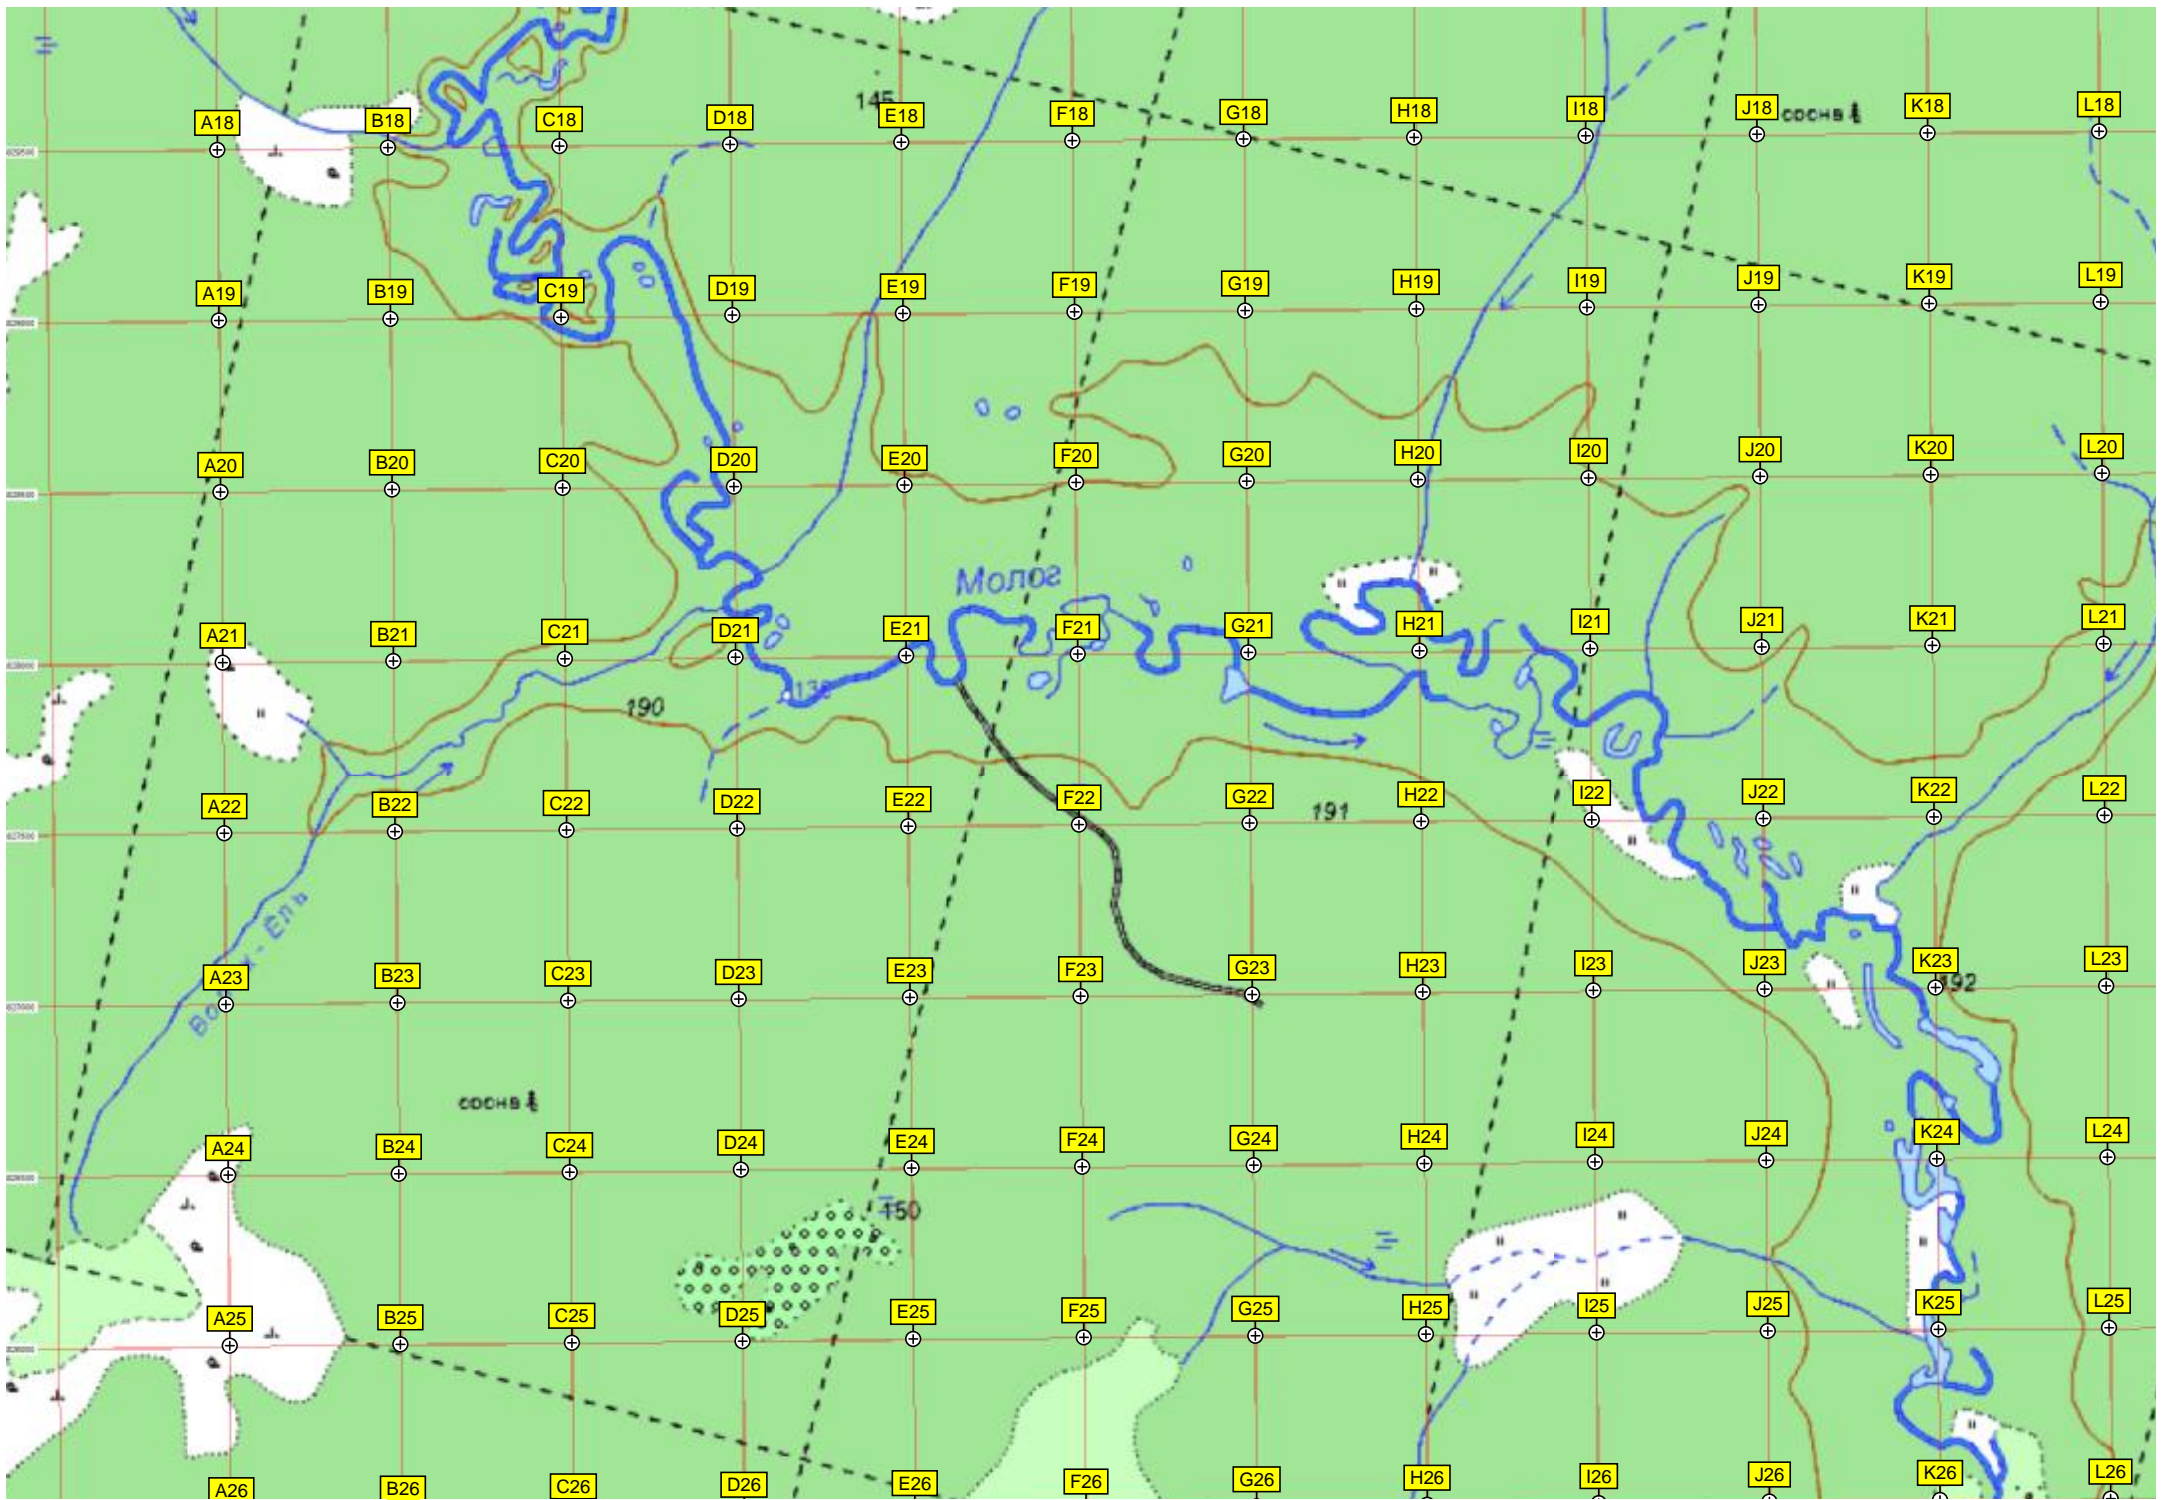 145
A18 B18 C18 D18 E18 F18 G18 H18 I18 J18 сосна K18 L18
A19 B19 C19 D19 E19 F19 G19 H19 I19 J19 K19 L19
A20 B20 C20 D20 E20 F20 G20 H20 I20 J20 K20 L20
Молог
A21 B21 C21 D21 E21 F21 G21 H21 I21 J21 K21 L21
190
A22 B22 C22 D22 E22 F22 G22 191 H22 I22 J22 K22 L22
A23 B23 C23 D23 E23 F23 G23 H23 I23 J23 K23 L23
192
сосна
A24 B24 C24 D24 E24 F24 G24 H24 I24 J24 K24 L24
150
A25 B25 C25 D25 E25 F25 G25 H25 I25 J25 K25 L25
A26 B26 C26 D26 E26 F26 G26 H26 I26 J26 K26 L26